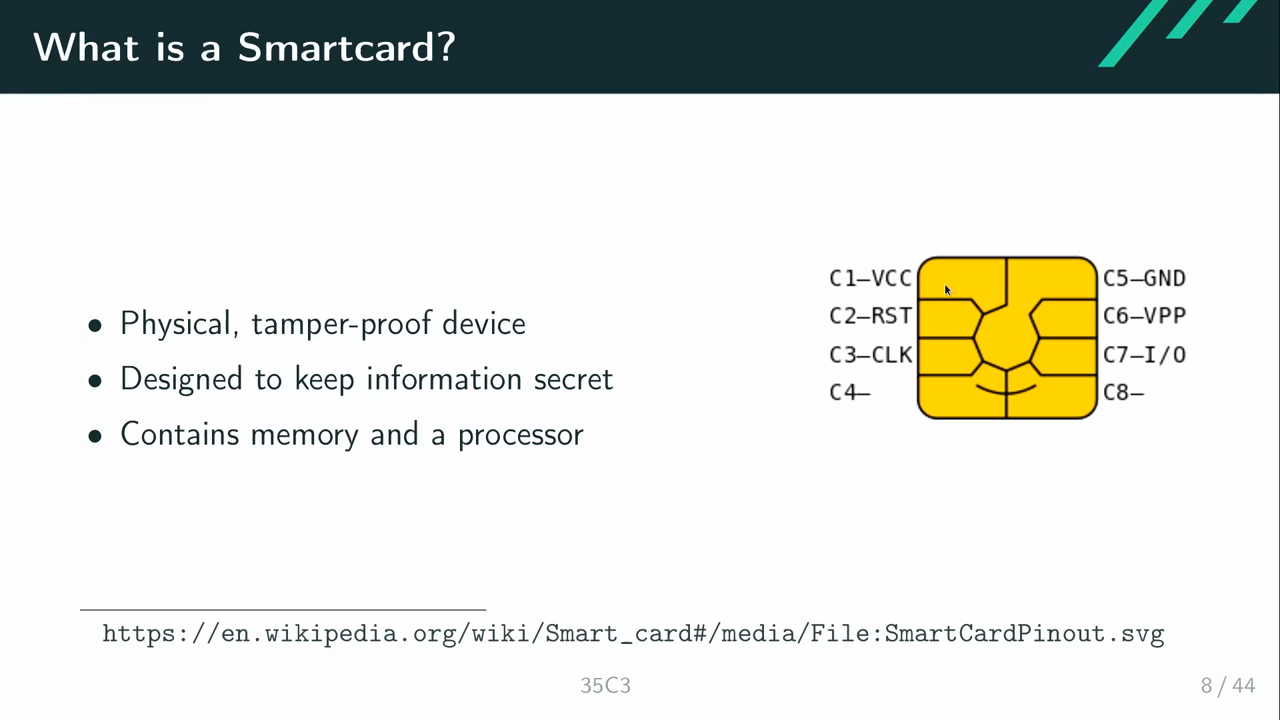 What is a Smartcard?
• Physical, tamper-proof device
• Designed to keep information secret
• Contains memory and a processor
C1–VCC
C2–RST
C3–CLK
C4–
C5–GND
C6–VPP
C7–I/O
C8–
https://en.wikipedia.org/wiki/Smart_card#/media/File:SmartCardPinout.svg
35C3
8 / 44